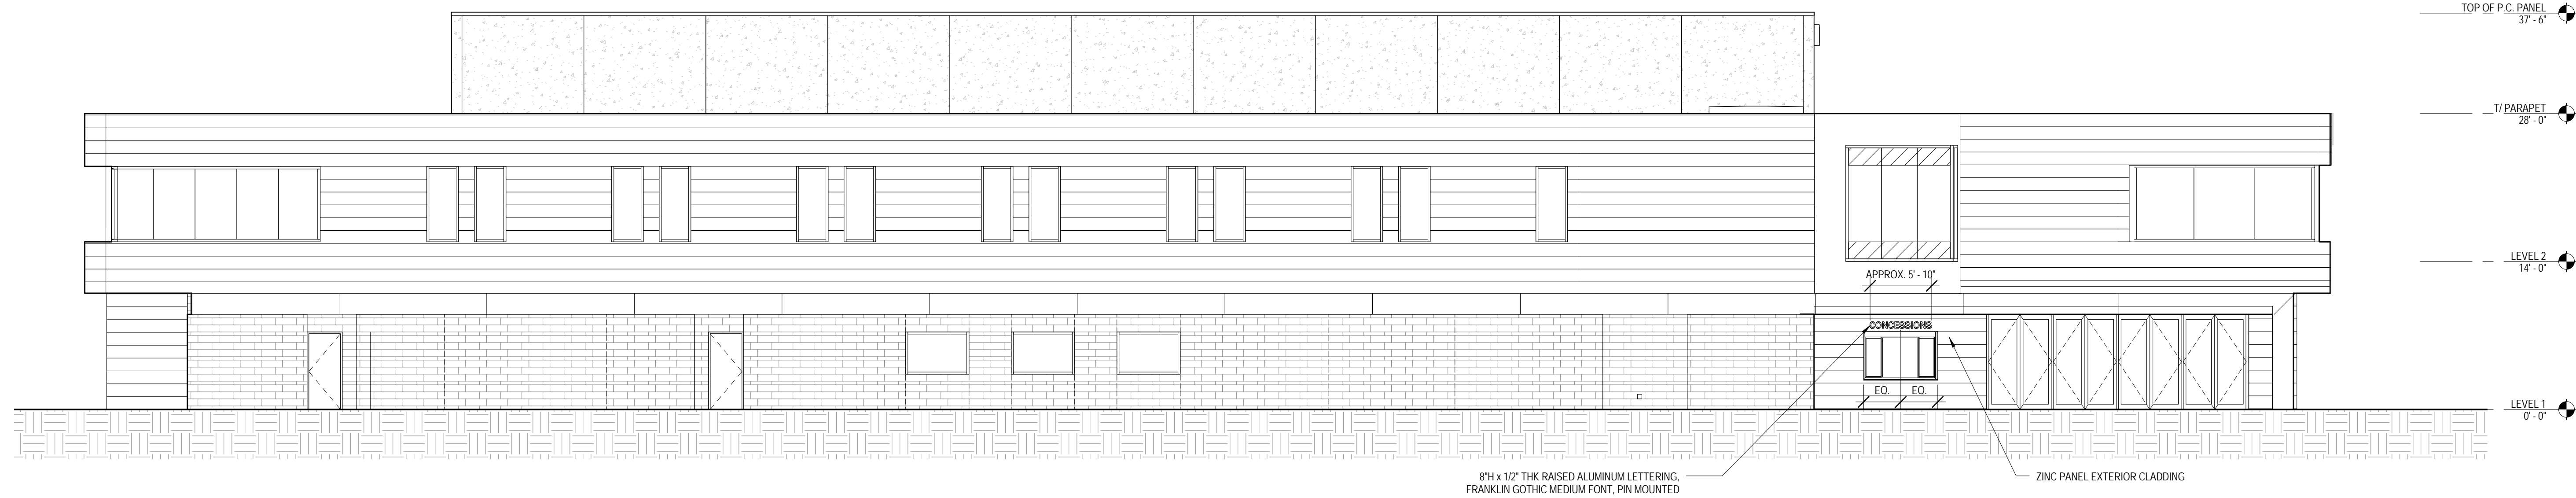 TOP OF P.C. PANEL
37' - 6"
T/ PARAPET
28' - 0"
LEVEL 2
14' - 0"
APPROX. 5' - 10"
CONCESSIONS
EQ.
EQ.
LEVEL 1
0' - 0"
8"H x 1/2" THK RAISED ALUMINUM LETTERING,
FRANKLIN GOTHIC MEDIUM FONT, PIN MOUNTED
ZINC PANEL EXTERIOR CLADDING